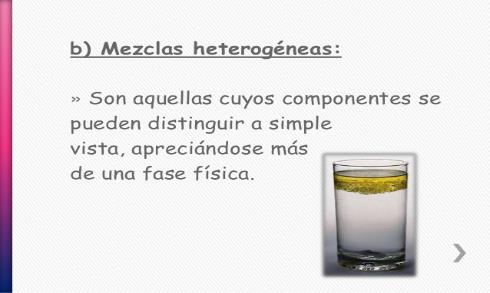 b) Mezclas heterogéneas:
» Son aquellas cuyos componentes se
pueden distinguir a simple
vista, apreciándose más
de una fase física.